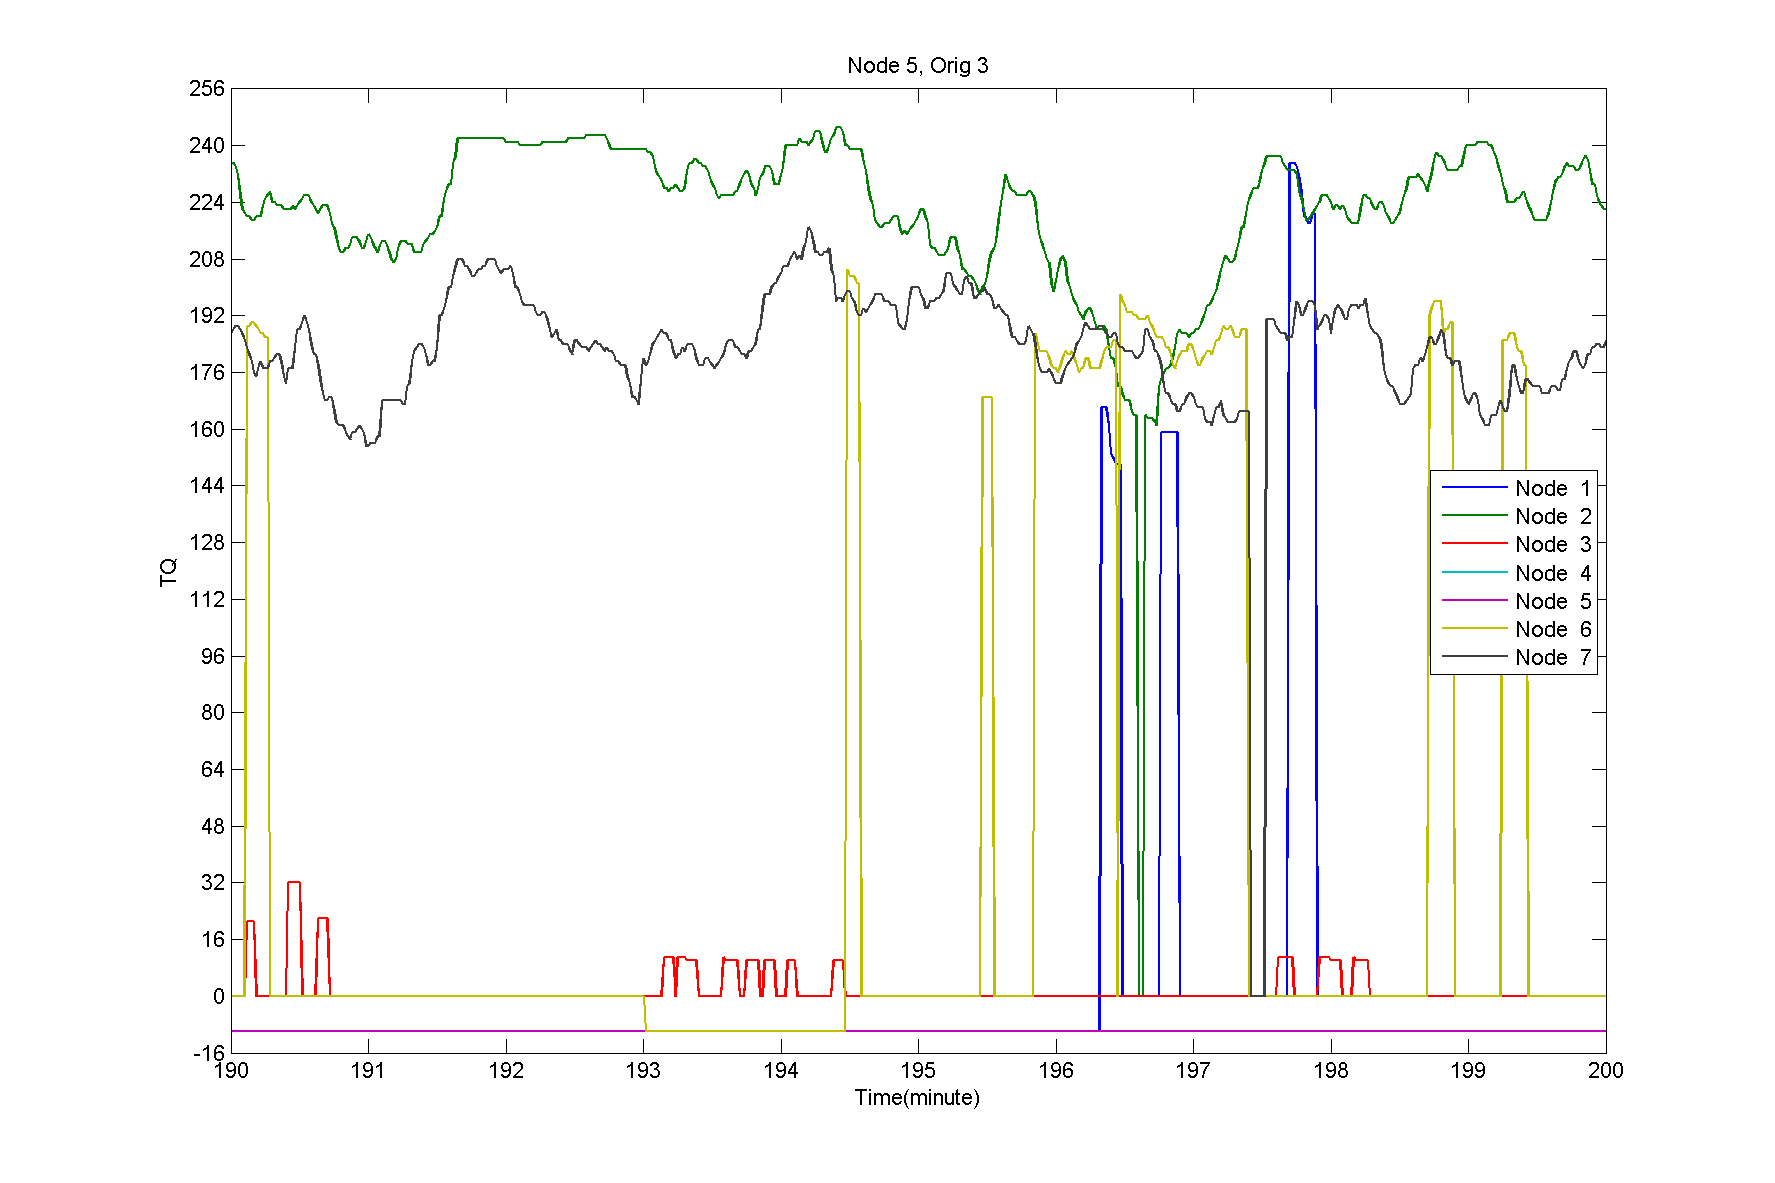 Node 5, Orig 3
256
240
224
208
192
176
160
144
128
112
96
80
64
48
32
16
0
-16
TQ
Node 1
Node 2
Node 3
Node 4
Node 5
Node 6
Node 7
190 191 192 193 194 195 196 197 198 199 200
Time(minute)